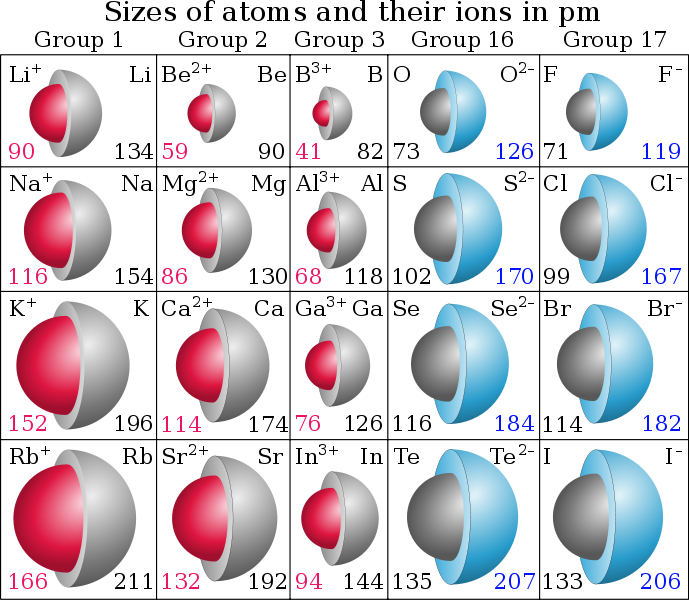 Sizes of atoms and their ions in pm
Group 1 Group 2 Group 3 Group 16 Group 17
Li⁺ Li Be²⁺ Be B³⁺ B O O²⁻ F F⁻
90 134 59 90 41 82 73 126 71 119
Na⁺ Na Mg²⁺ Mg Al³⁺ Al S S²⁻ Cl Cl⁻
116 154 86 130 68 118 102 170 99 167
K⁺ K Ca²⁺ Ca Ga³⁺ Ga Se Se²⁻ Br Br⁻
152 196 114 174 76 126 116 184 114 182
Rb⁺ Rb Sr²⁺ Sr In³⁺ In Te Te²⁻ I I⁻
166 211 132 192 94 144 135 207 133 206